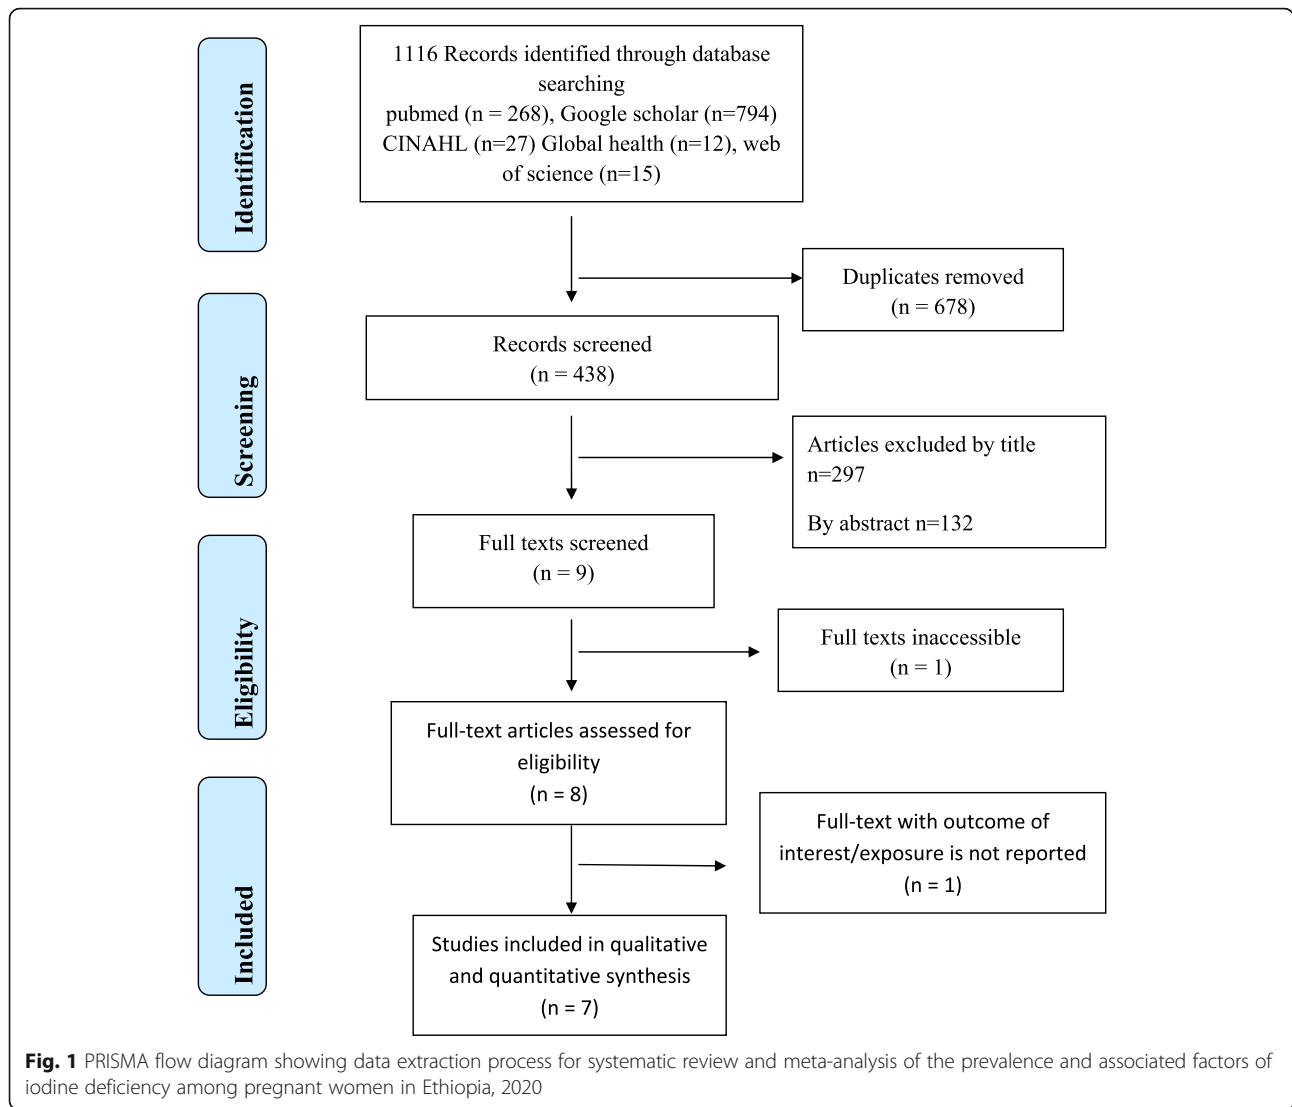 Identification
1116 Records identified through database
searching
pubmed (n = 268), Google scholar (n=794)
CINAHL (n=27) Global health (n=12), web
of science (n=15)
Duplicates removed
(n = 678)
Screening
Records screened
(n = 438)
Articles excluded by title
n=297
By abstract n=132
Full texts screened
(n = 9)
Eligibility
Full texts inaccessible
(n = 1)
Full-text articles assessed for
eligibility
(n = 8)
Included
Full-text with outcome of
interest/exposure is not reported
(n = 1)
Studies included in qualitative
and quantitative synthesis
(n = 7)
Fig. 1 PRISMA flow diagram showing data extraction process for systematic review and meta-analysis of the prevalence and associated factors of
iodine deficiency among pregnant women in Ethiopia, 2020